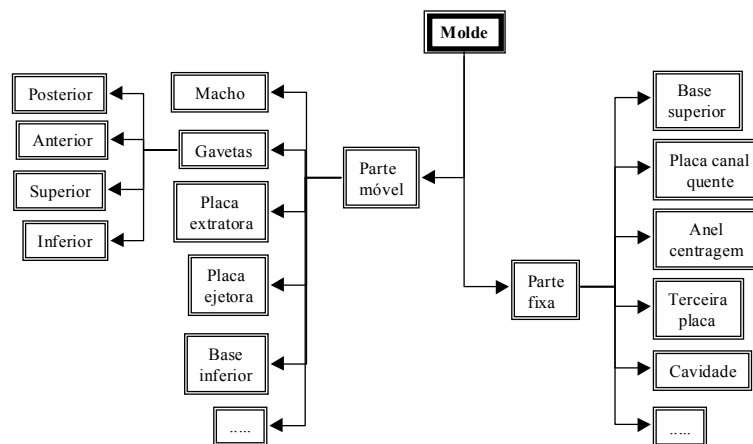 Molde
Posterior
Anterior
Superior
Inferior
Macho
Gavetas
Placa
extratora
Placa
ejetora
Base
inferior
.....
Parte
móvel
Parte
fixa
Base
superior
Placa canal
quente
Anel
centragem
Terceira
placa
Cavidade
.....